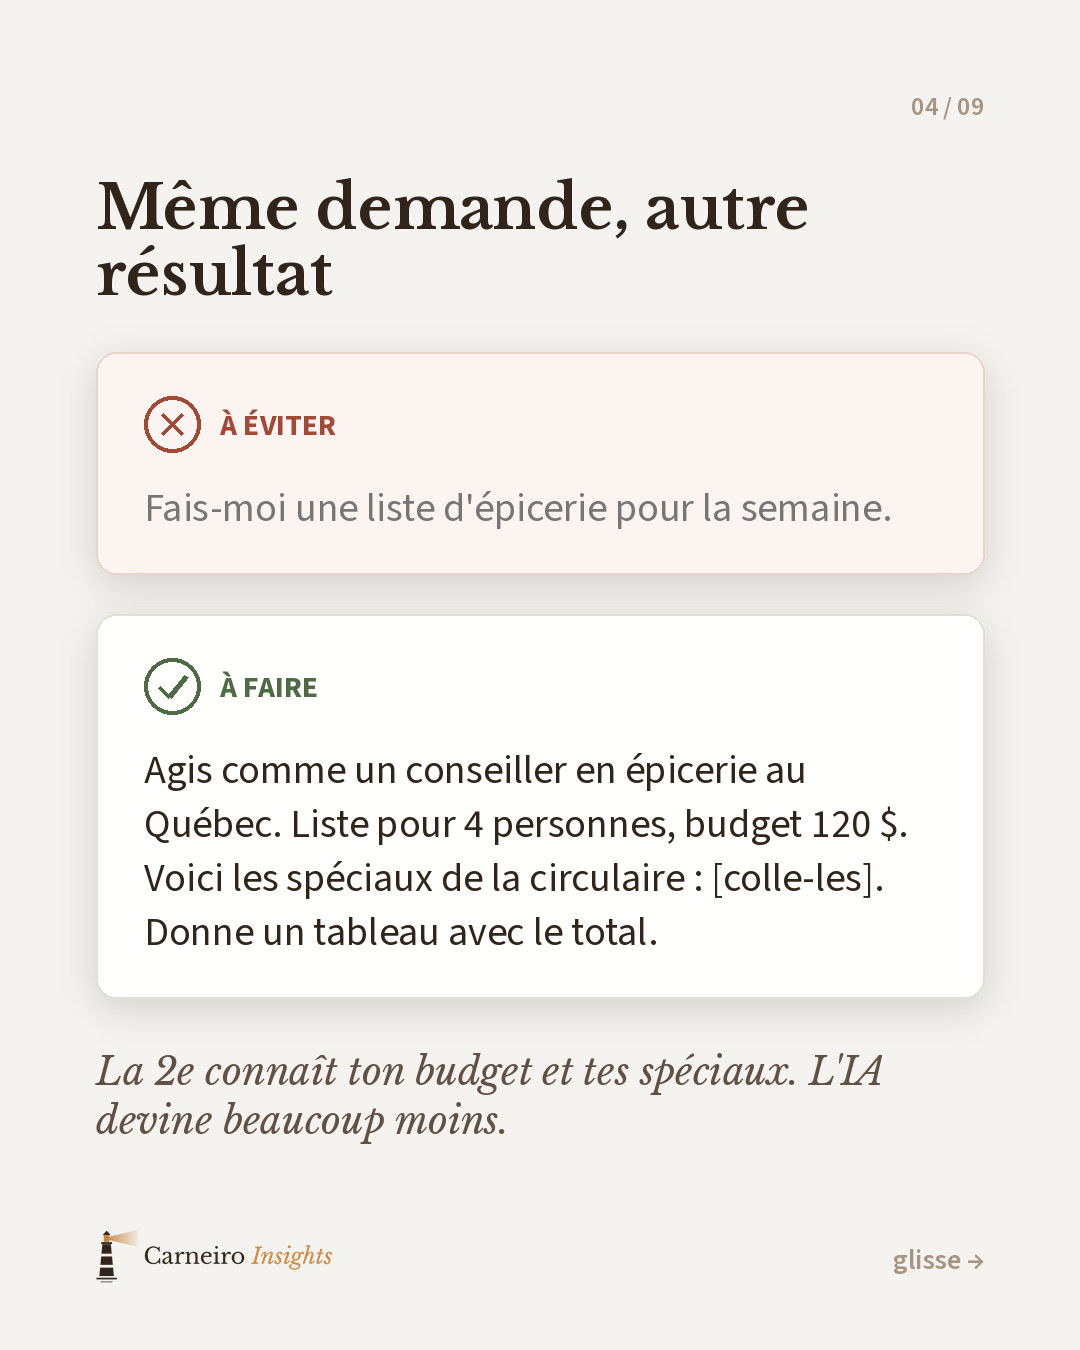 04 / 09
Même demande, autre
résultat
À ÉVITER
Fais-moi une liste d'épicerie pour la semaine.
À FAIRE
Agis comme un conseiller en épicerie au
Québec. Liste pour 4 personnes, budget 120 $.
Voici les spéciaux de la circulaire : [colle-les].
Donne un tableau avec le total.
La 2e connaît ton budget et tes spéciaux. L'IA
devine beaucoup moins.
Carneiro Insights
glisse →